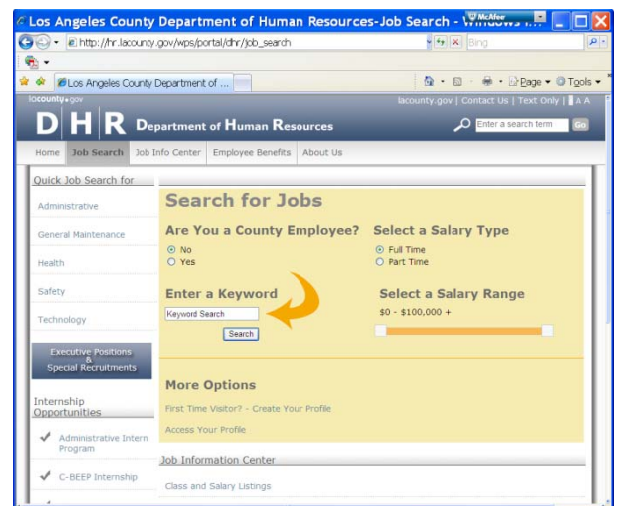 Los Angeles County Department of Human Resources-Job Search - Windows I...
McAfee
http://hr.lacounty.gov/wps/portal/dhr/job_search
Bing
Los Angeles County Department of ...
Page Tools
lacounty.gov
lacounty.gov | Contact Us | Text Only | A A
DHR Department of Human Resources
Enter a search term Go
Home Job Search Job Info Center Employee Benefits About Us
Quick Job Search for
Administrative
General Maintenance
Health
Safety
Technology
Executive Positions
&
Special Recruitments
Internship
Opportunities
Administrative Intern
Program
C-BEEP Internship
Search for Jobs
Are You a County Employee?
No
Yes
Select a Salary Type
Full Time
Part Time
Enter a Keyword
Keyword Search
Search
Select a Salary Range
$0 - $100,000 +
More Options
First Time Visitor? - Create Your Profile
Access Your Profile
Job Information Center
Class and Salary Listings